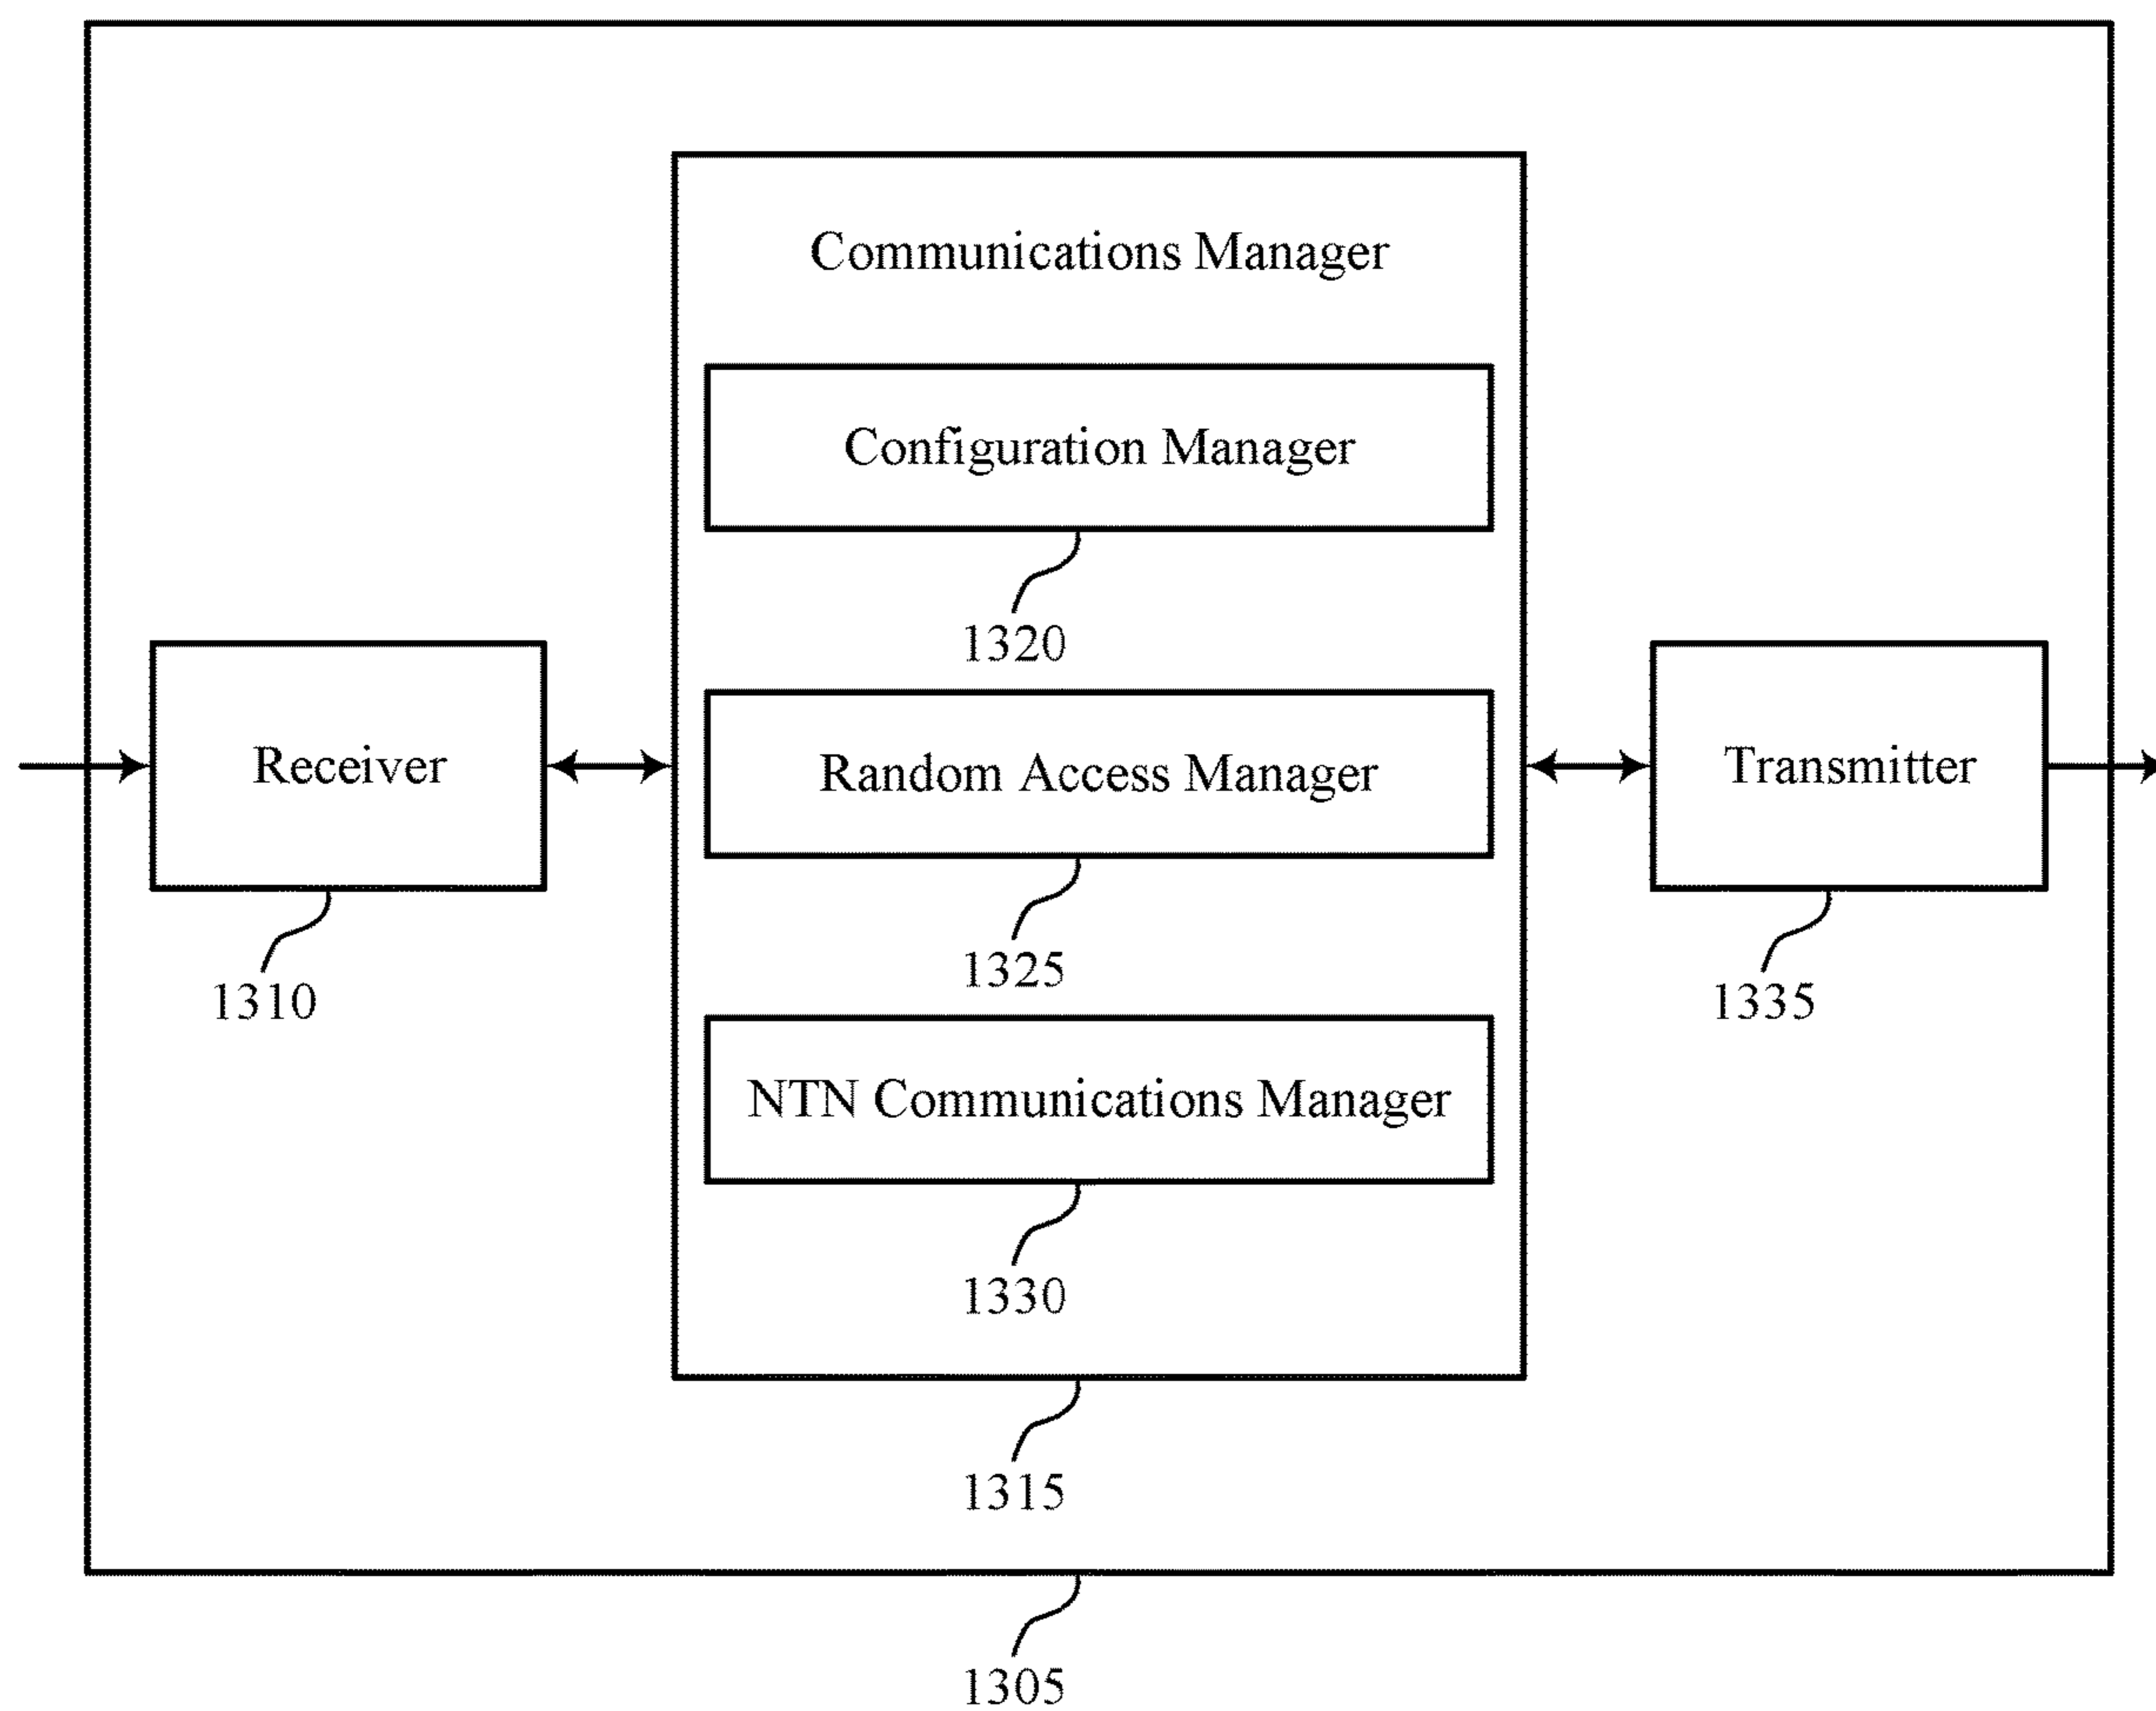 Communications Manager
Configuration Manager
1320
Receiver
1310
Random Access Manager
1325
Transmitter
1335
NTN Communications Manager
1330
1315
1305